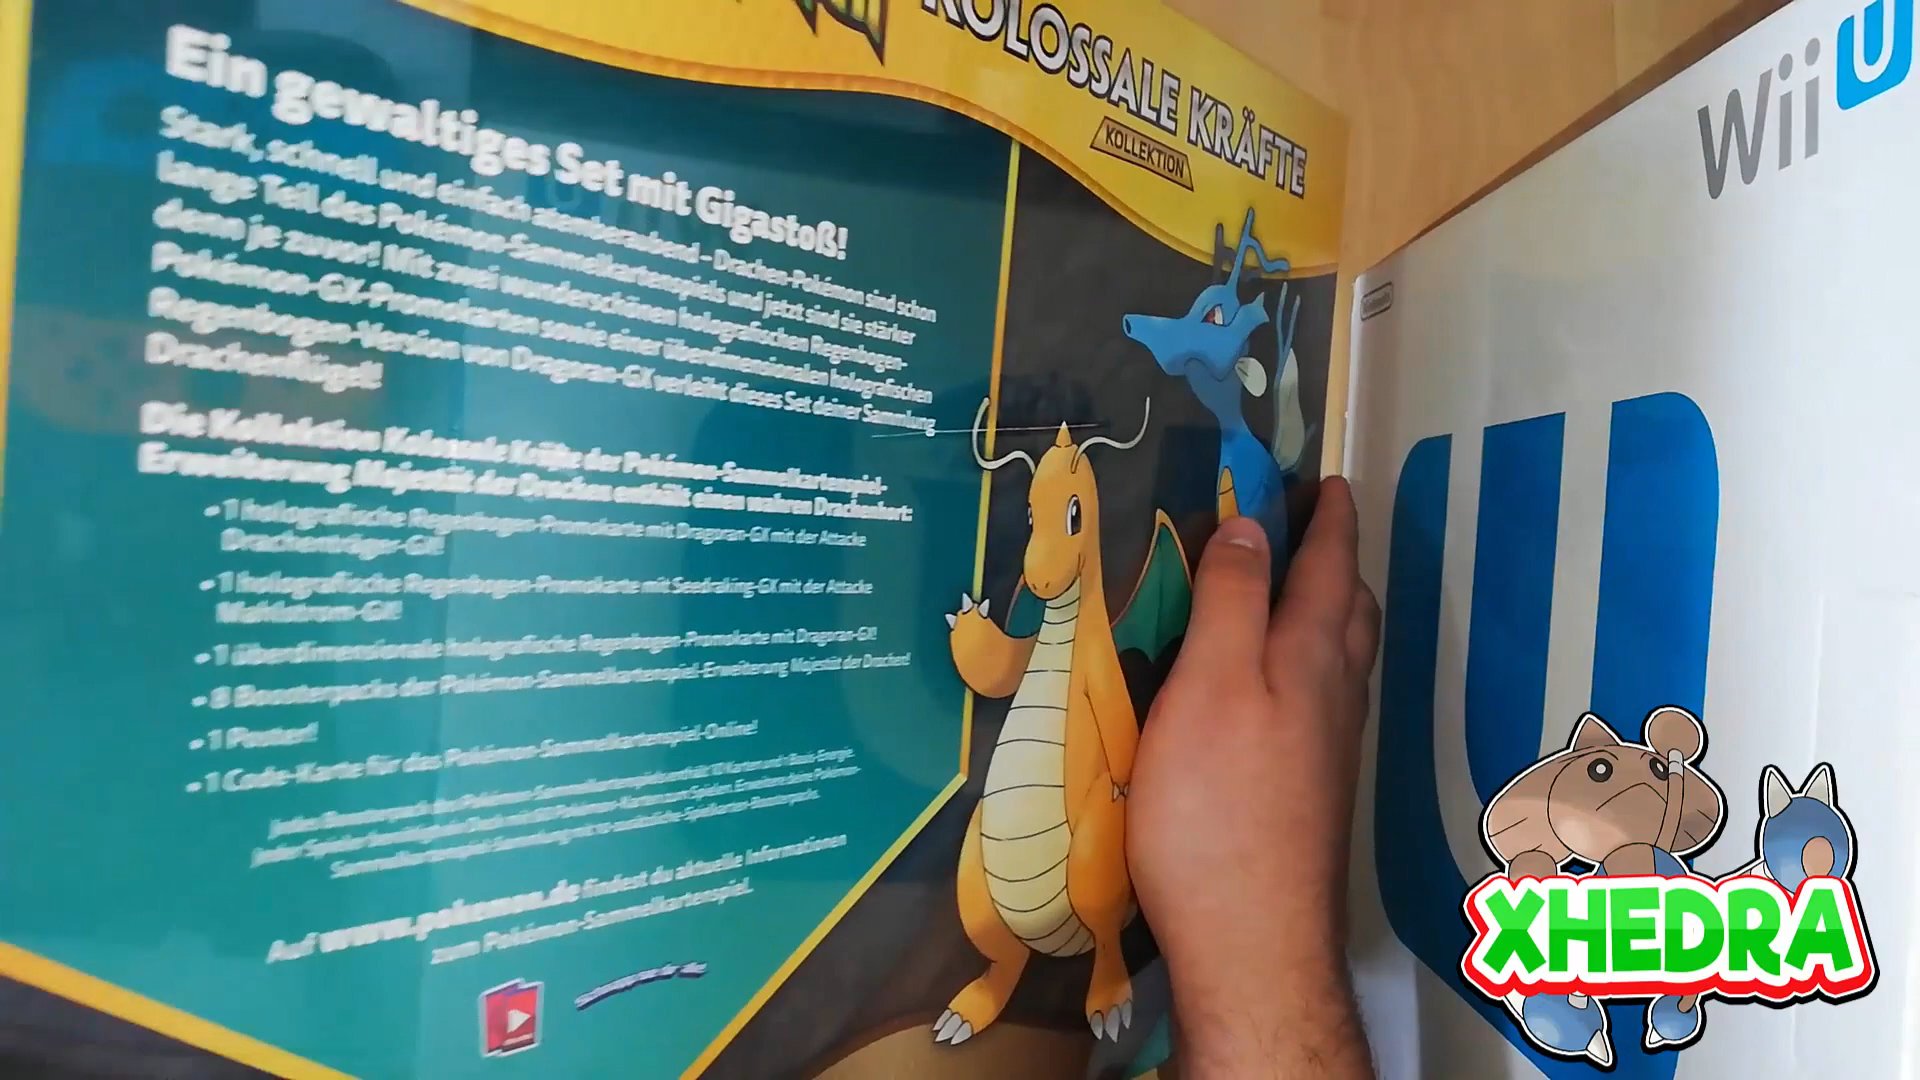 KOLOSSALE KRÄFTE
KOLLEKTION
Ein gewaltiges Set mit Gigastoß!
Stark, schnell und einfach atemberaubend – Drachen-Pokémon sind schon
lange Teil des Pokémon-Sammelkartenspiels und jetzt sind sie stärker
denn je zuvor! Mit zwei wunderschönen holografischen Regenbogen-
Pokémon-GX-Promokarten sowie einer überdimensionalen holografischen
Regenbogen-Version von Dragoran-GX verleiht dieses Set deiner Sammlung
Drachenflügel!
Die Kollektion Kolossale Kräfte der Pokémon-Sammelkartenspiel-
Erweiterung Majestät der Drachen enthält einen wahren Drachenhort:
• 1 holografische Regenbogen-Promokarte mit Dragoran-GX mit der Attacke
• 1 holografische Regenbogen-Promokarte mit Seedraking-GX mit der Attacke
• 1 überdimensionale holografische Regenbogen-Promokarte mit Dragoran-GX!
• 8 Boosterpacks der Pokémon-Sammelkartenspiel-Erweiterung Majestät der Drachen!
• 1 Poster!
• 1 Code-Karte für das Pokémon-Sammelkartenspiel-Online!
Auf www.pokemon.de findest du aktuelle Informationen
zum Pokémon-Sammelkartenspiel.
Wii U
Nintendo
XHEDRA